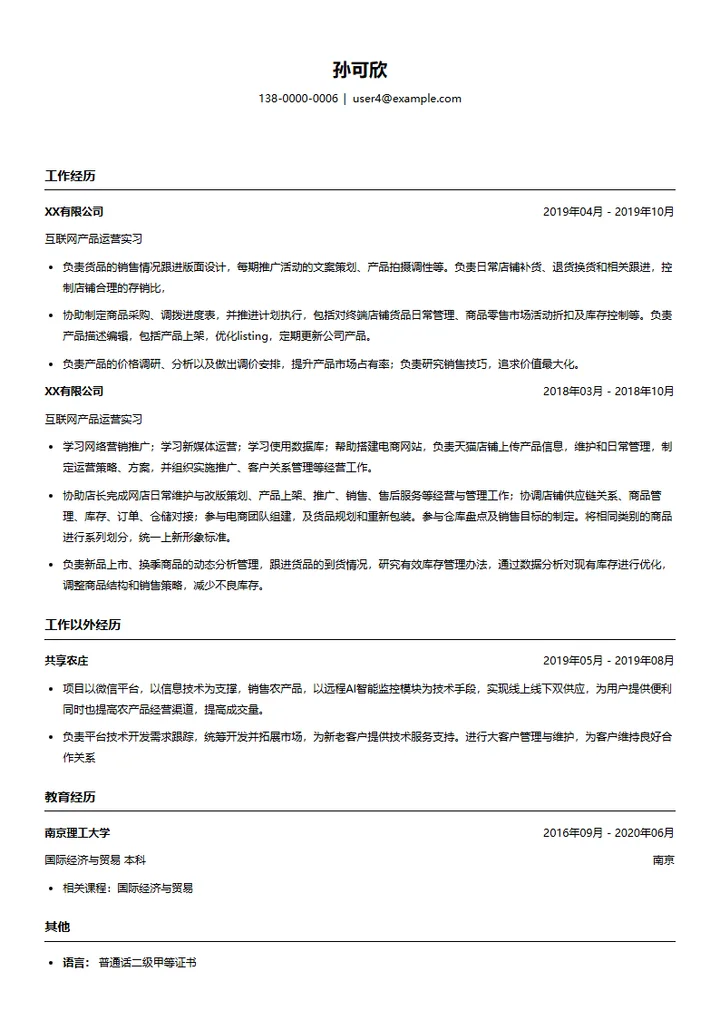 孙可欣
138-0000-0006 | user4@example.com
工作经历
XX有限公司 2019年04月 - 2019年10月
互联网产品运营实习
• 负责货品的销售情况跟进版面设计，每期推广活动的文案策划、产品拍摄调性等。负责日常店铺补货、退货换货和相关跟进，控
制店铺合理的存销比，
• 协助制定商品采购、调拨进度表，并推进计划执行，包括对终端店铺货品日常管理、商品零售市场活动折扣及库存控制等。负责
产品描述编辑，包括产品上架，优化listing，定期更新公司产品。
• 负责产品的价格调研、分析以及做出调价安排，提升产品市场占有率；负责研究销售技巧，追求价值最大化。
XX有限公司 2018年03月 - 2018年10月
互联网产品运营实习
• 学习网络营销推广；学习新媒体运营；学习使用数据库；帮助搭建电商网站，负责天猫店铺上传产品信息，维护和日常管理，制
定运营策略、方案，并组织实施推广、客户关系管理等经营工作。
• 协助店长完成网店日常维护与改版策划、产品上架、推广、销售、售后服务等经营与管理工作；协调店铺供应链关系、商品管
理、库存、订单、仓储对接；参与电商团队组建，及货品规划和重新包装。参与仓库盘点及销售目标的制定。将相同类别的商品
进行系列划分，统一上新形象标准。
• 负责新品上市、换季商品的动态分析管理，跟进货品的到货情况，研究有效库存管理办法，通过数据分析对现有库存进行优化，
调整商品结构和销售策略，减少不良库存。
工作以外经历
共享农庄 2019年05月 - 2019年08月
• 项目以微信平台，以信息技术为支撑，销售农产品，以远程AI智能监控模块为技术手段，实现线上线下双供应，为用户提供便利
同时也提高农产品经营渠道，提高成交量。
• 负责平台技术开发需求跟踪，统筹开发并拓展市场，为新老客户提供技术服务支持。进行大客户管理与维护，为客户维持良好合
作关系
教育经历
南京理工大学 2016年09月 - 2020年06月
国际经济与贸易 本科 南京
• 相关课程：国际经济与贸易
其他
• 语言： 普通话二级甲等证书